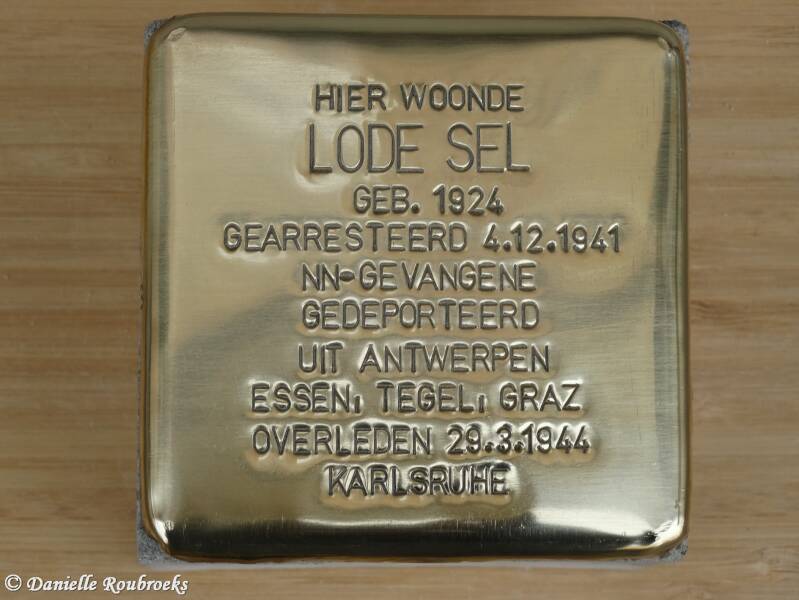 HIER WOONDE
LODE SEL
GEB. 1924
GEARRESTEERD 4.12.1941
NN-GEVANGENE
GEDEPORTEERD
UIT ANTWERPEN
ESSEN, TEGEL, GRAZ
OVERLEDEN 29.3.1944
KARLSRUHE
© Danielle Roubroeks